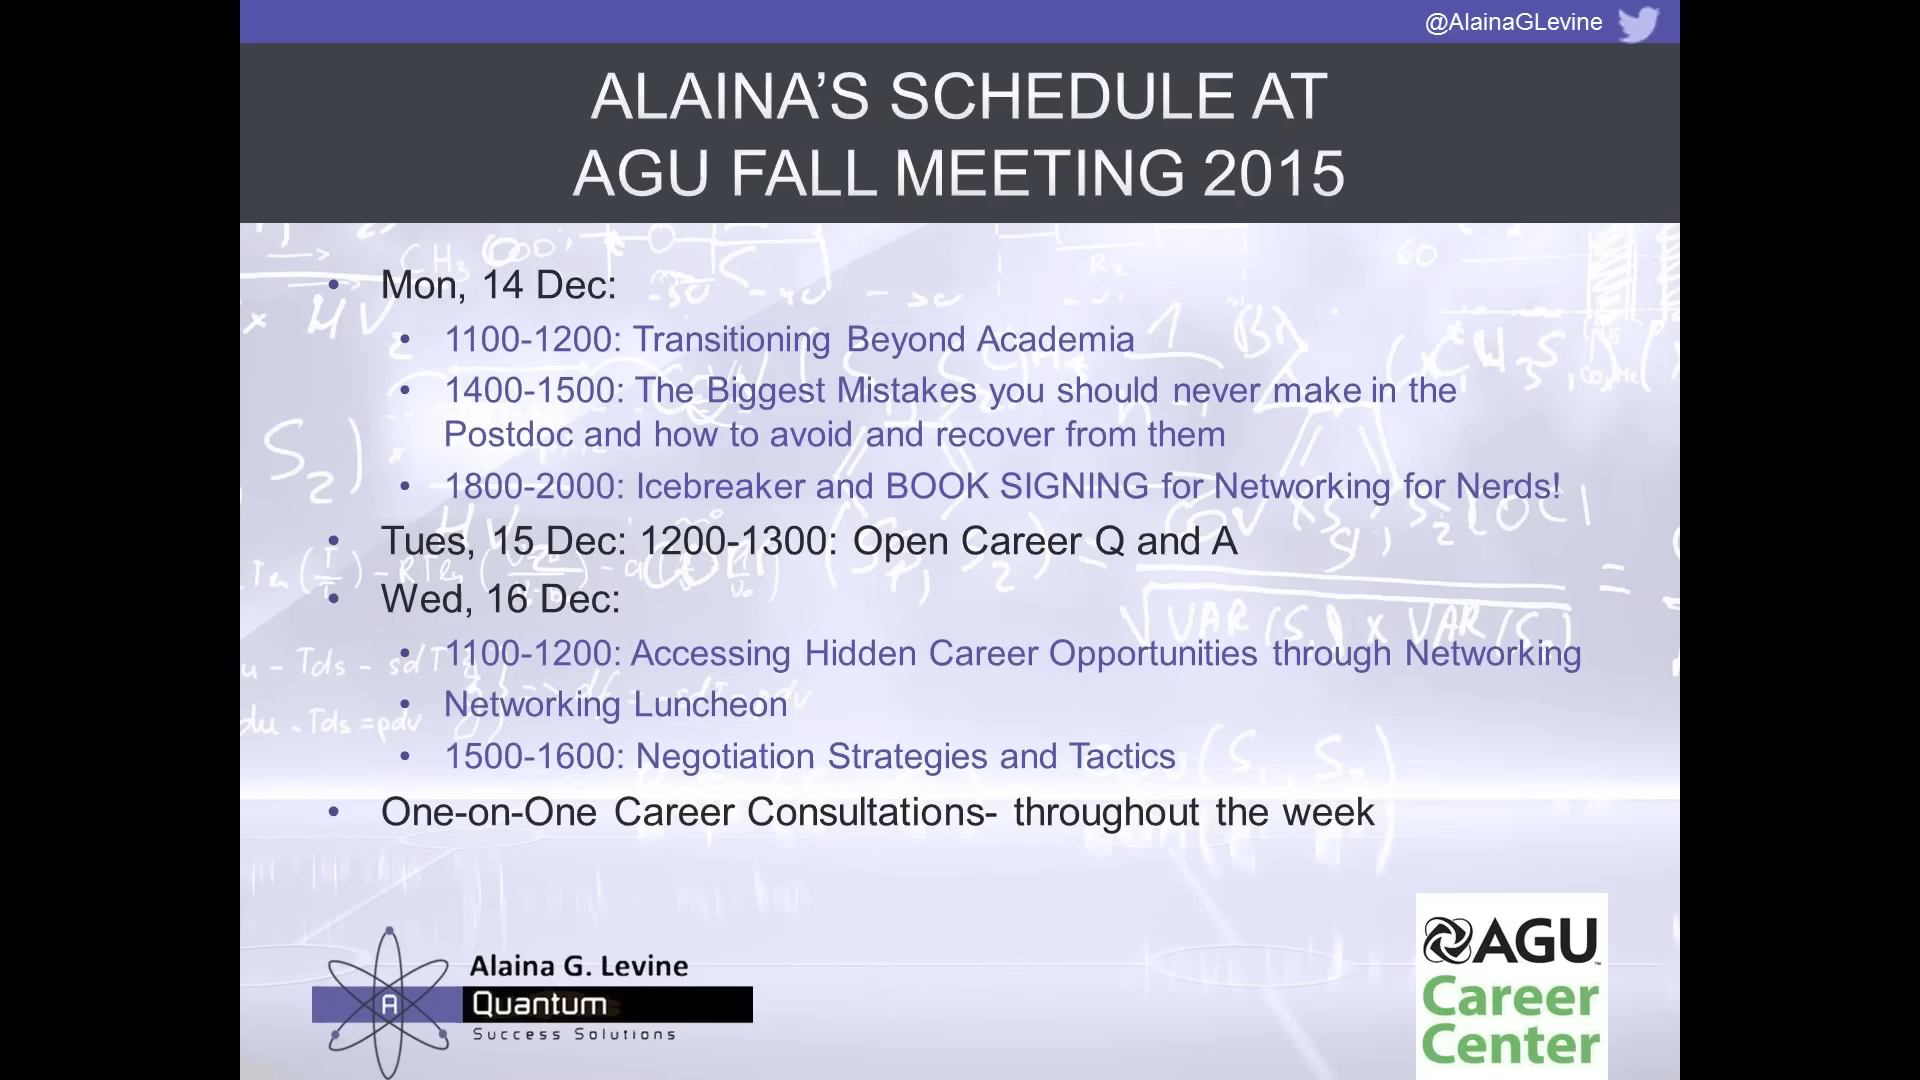 @AlainaGLevine
ALAINA’S SCHEDULE AT
AGU FALL MEETING 2015
• Mon, 14 Dec:
• 1100-1200: Transitioning Beyond Academia
• 1400-1500: The Biggest Mistakes you should never make in the
Postdoc and how to avoid and recover from them
• 1800-2000: Icebreaker and BOOK SIGNING for Networking for Nerds!
• Tues, 15 Dec: 1200-1300: Open Career Q and A
• Wed, 16 Dec:
• 1100-1200: Accessing Hidden Career Opportunities through Networking
• Networking Luncheon
• 1500-1600: Negotiation Strategies and Tactics
• One-on-One Career Consultations- throughout the week
Alaina G. Levine
A
Quantum
Success Solutions
AGU
Career
Center